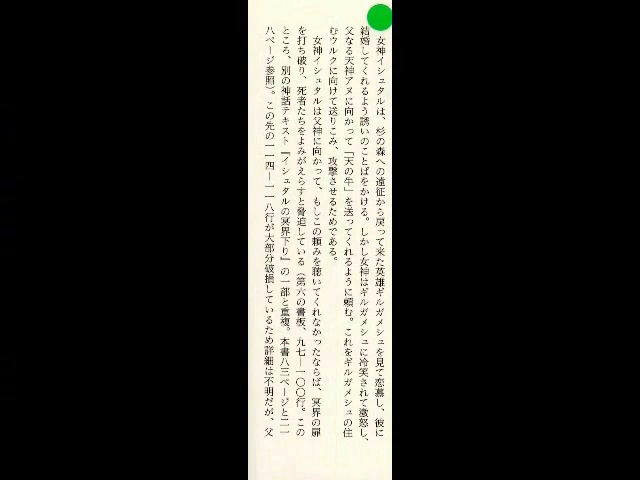 女神イシュタルは、杉の森への遠征から戻って来た英雄ギルガメシュを見て恋慕し、彼に
結婚してくれるよう誘いのことばをかける。しかし女神はギルガメシュに冷笑されて激怒し、
父なる天神アヌに向かって「天の牛」を送ってくれるように頼む。これをギルガメシュの住
むウルクに向けて送りこみ、攻撃させるためである。
女神イシュタルは父神に向かって、もしこの頼みを聴いてくれなかったならば、冥界の扉
を打ち破り、死者たちをよみがえらすと脅迫している（第六の書板、九七―一〇〇行。この
ところ、別の神話テキスト『イシュタルの冥界下り』の一部と重複。本書八三ページと二一
八ページ参照）。この先の一一四―一一八行が大部分破損しているため詳細は不明だが、父